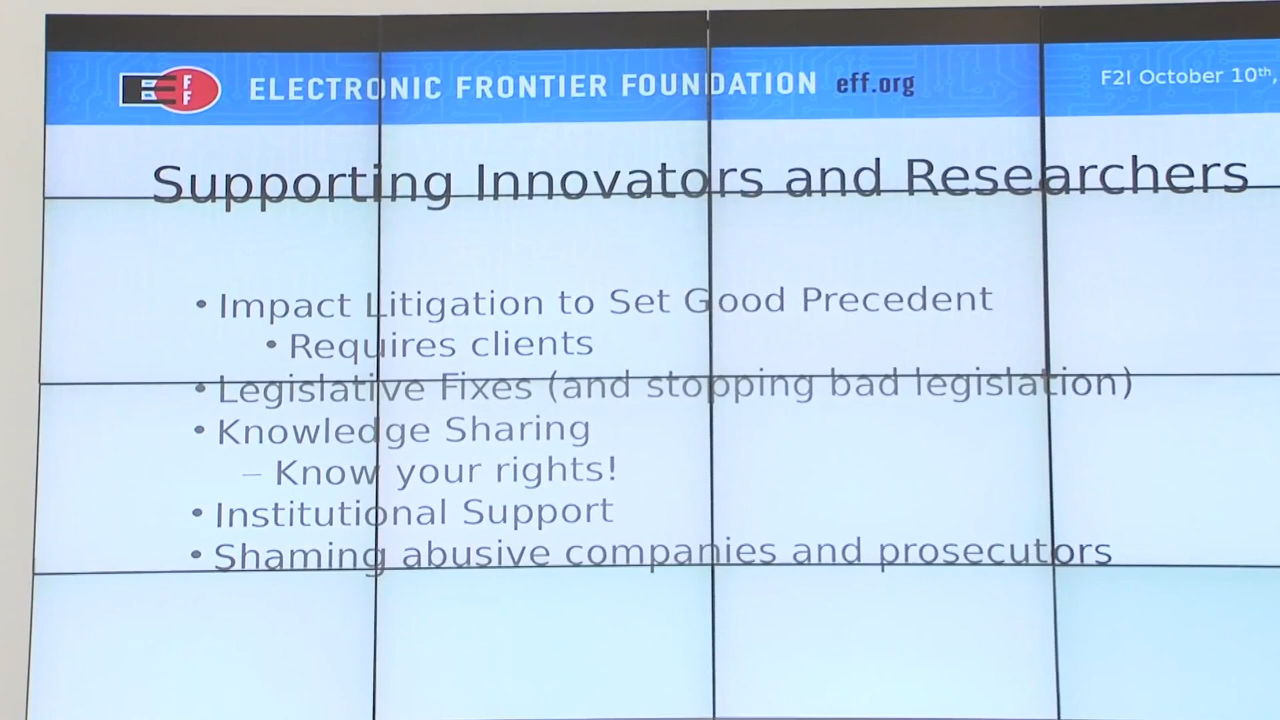 EFF ELECTRONIC FRONTIER FOUNDATION eff.org
F2I October 10th,
Supporting Innovators and Researchers
• Impact Litigation to Set Good Precedent
• Requires clients
• Legislative Fixes (and stopping bad legislation)
• Knowledge Sharing
– Know your rights!
• Institutional Support
• Shaming abusive companies and prosecutors